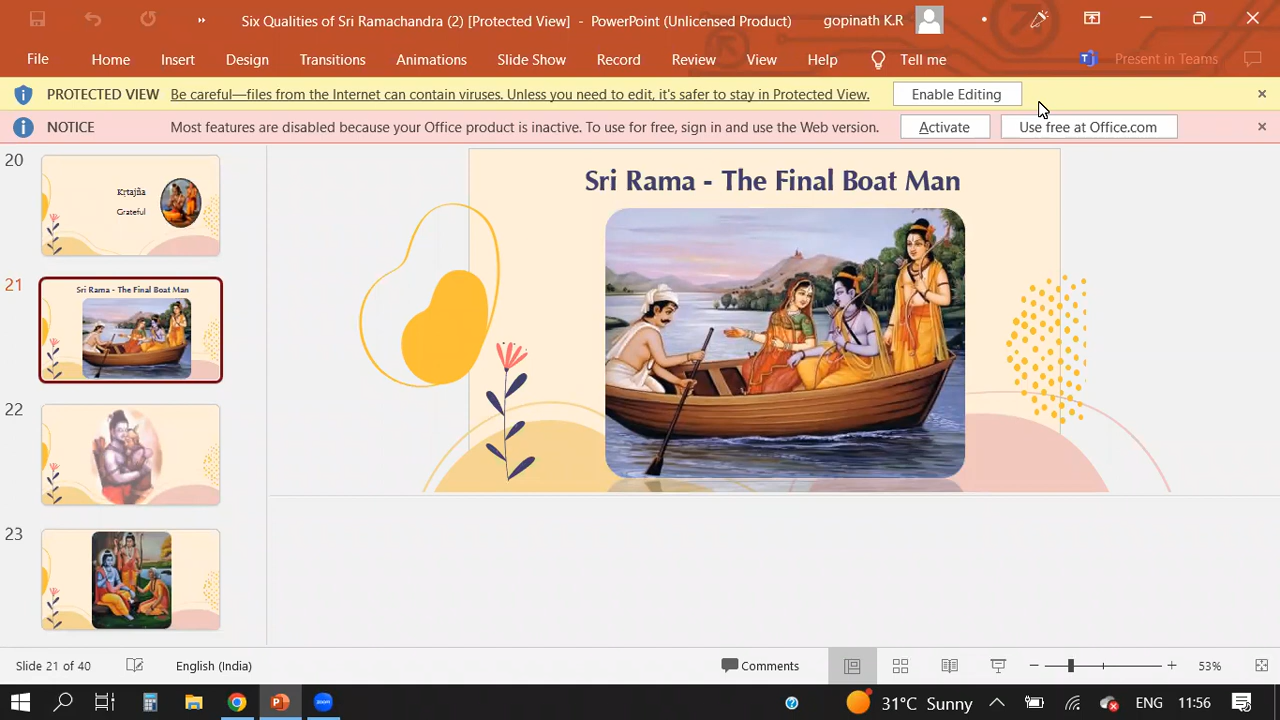 Six Qualities of Sri Ramachandra (2) [Protected View] - PowerPoint (Unlicensed Product)
gopinath K.R
File
Home
Insert
Design
Transitions
Animations
Slide Show
Record
Review
View
Help
Tell me
Present in Teams
PROTECTED VIEW
Be careful—files from the Internet can contain viruses. Unless you need to edit, it's safer to stay in Protected View.
Enable Editing
NOTICE
Most features are disabled because your Office product is inactive. To use for free, sign in and use the Web version.
Activate
Use free at Office.com
20
Kṛtajña
Grateful
21
Sri Rama - The Final Boat Man
22
23
Sri Rama - The Final Boat Man
Slide 21 of 40
English (India)
Comments
53%
zoom
31°C Sunny
ENG
11:56